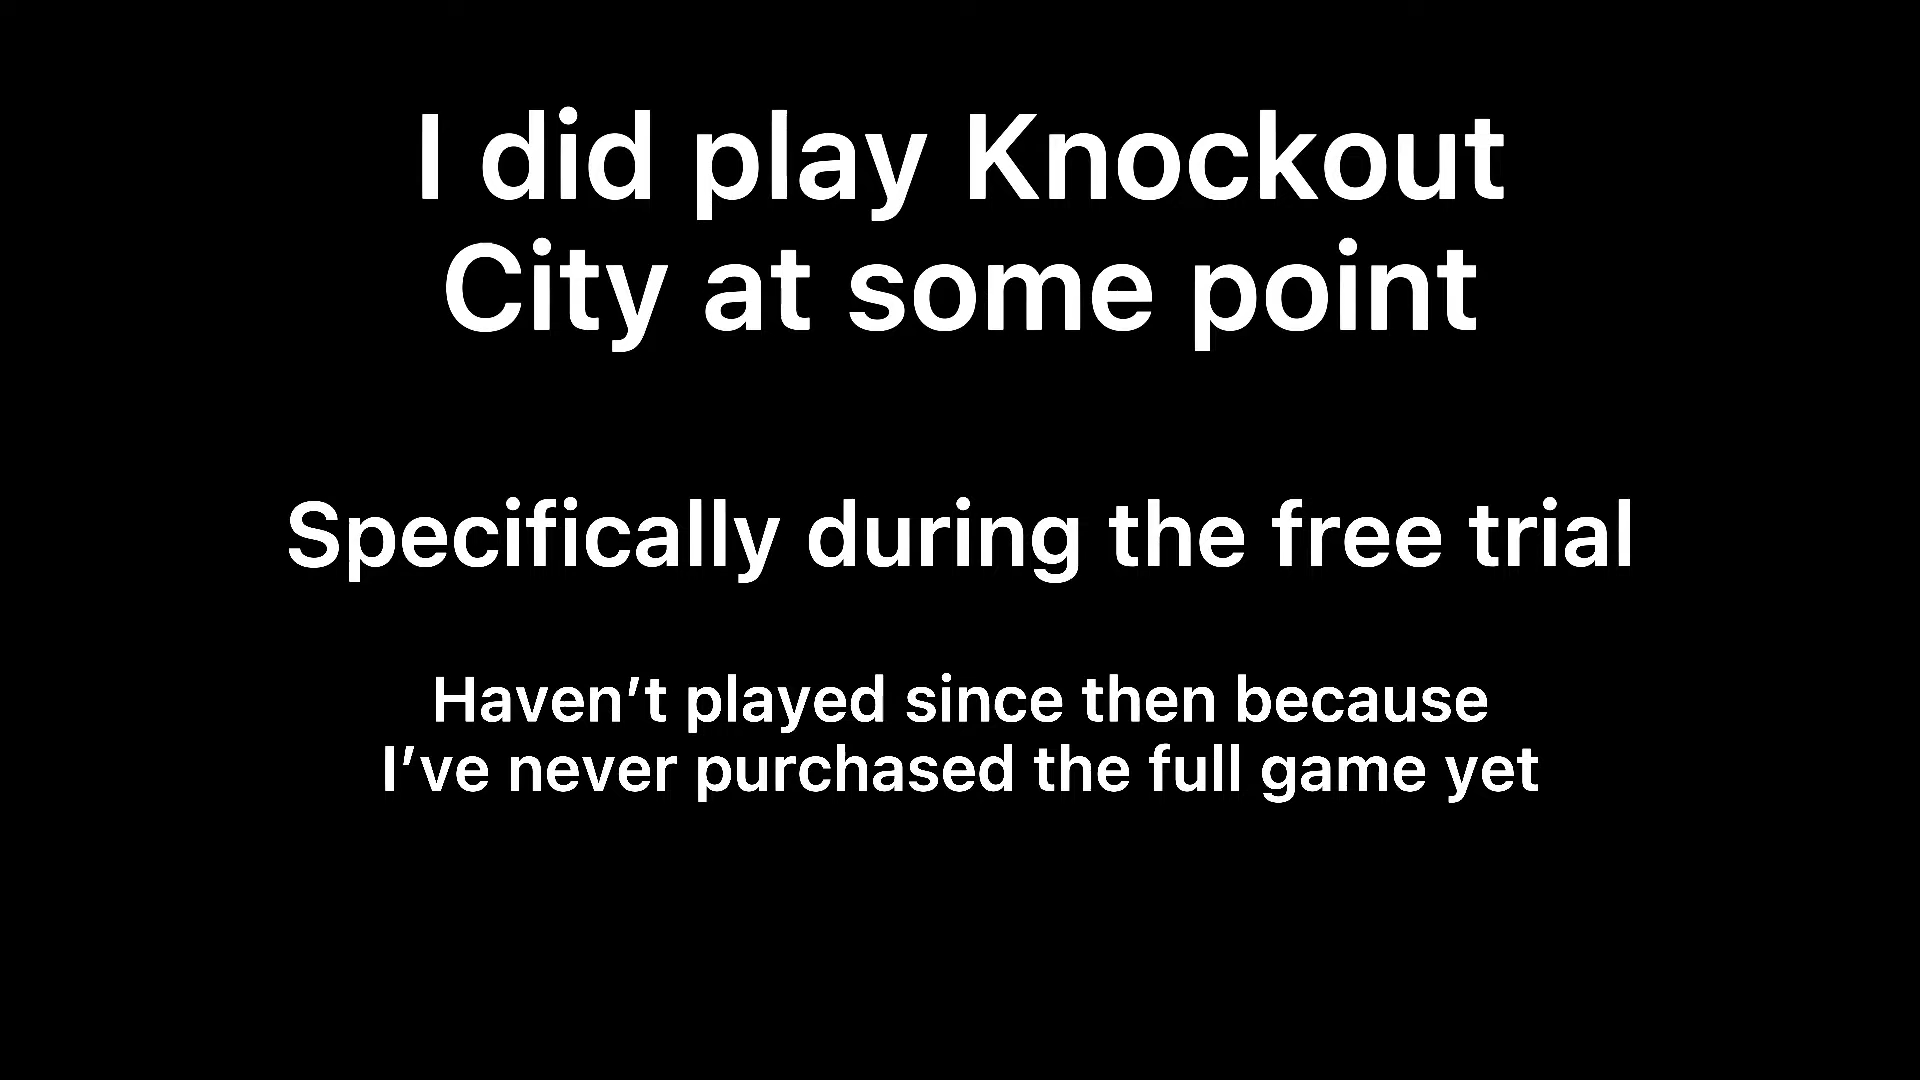 I did play Knockout
City at some point
Specifically during the free trial
Haven’t played since then because
I’ve never purchased the full game yet